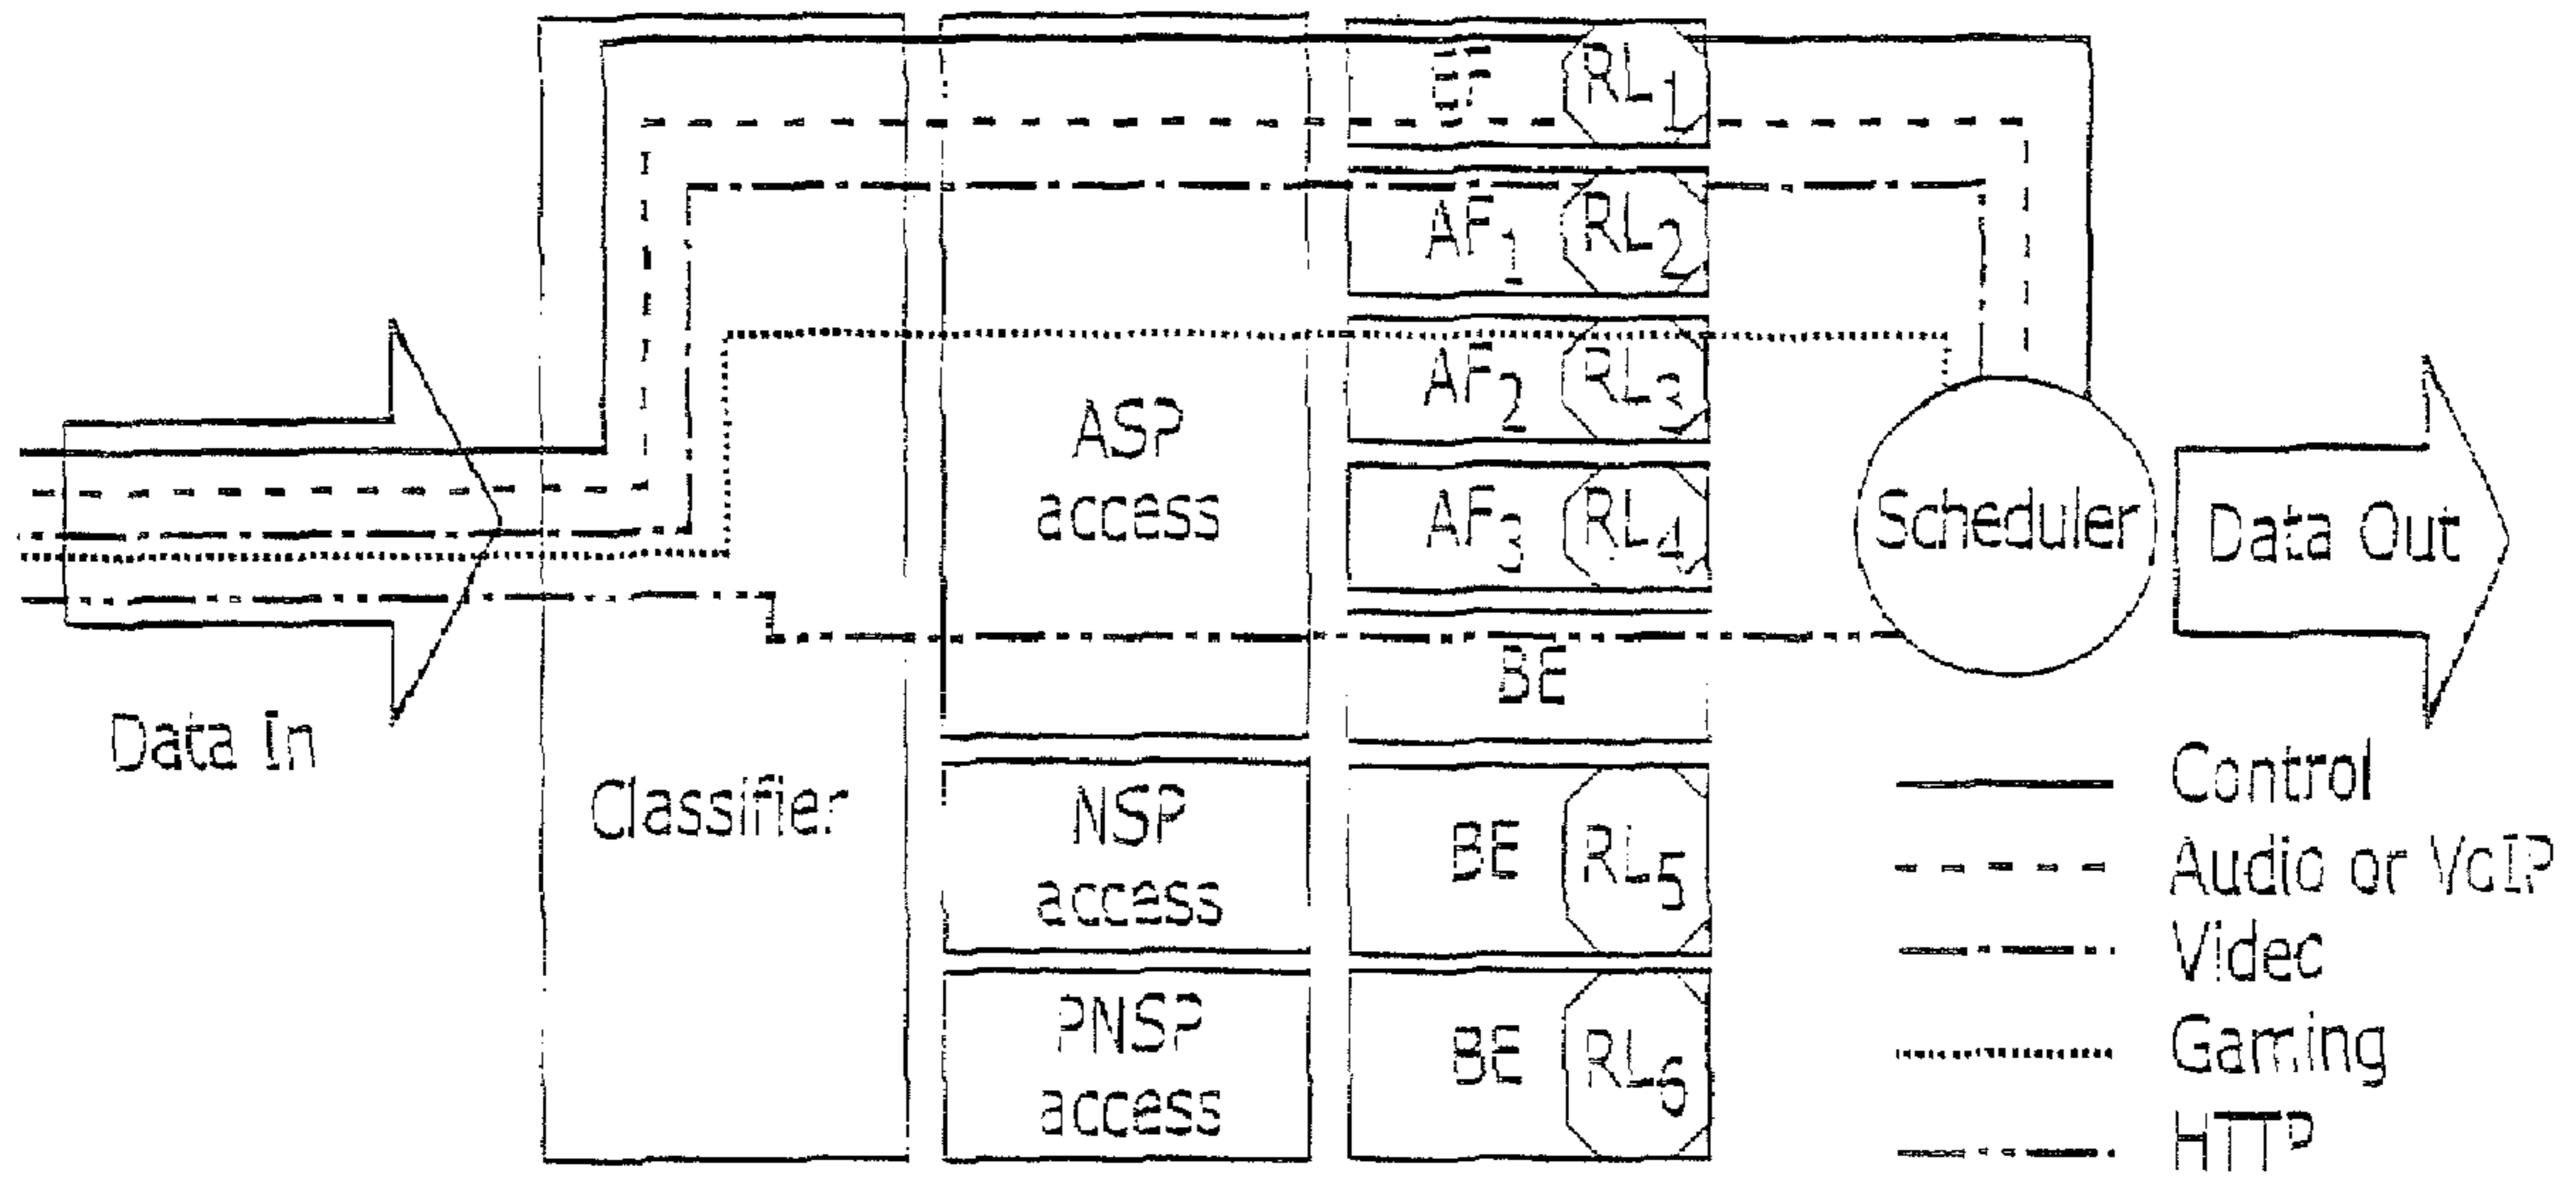 Data In
Classifier
ASP
access
NSP
access
PNSP
access
EF RL1
AF1 RL2
AF2 RL3
AF3 RL4
BE
BE RL5
BE RL6
Scheduler
Data Out
Control
Audio or VoIP
Video
Gaming
HTTP